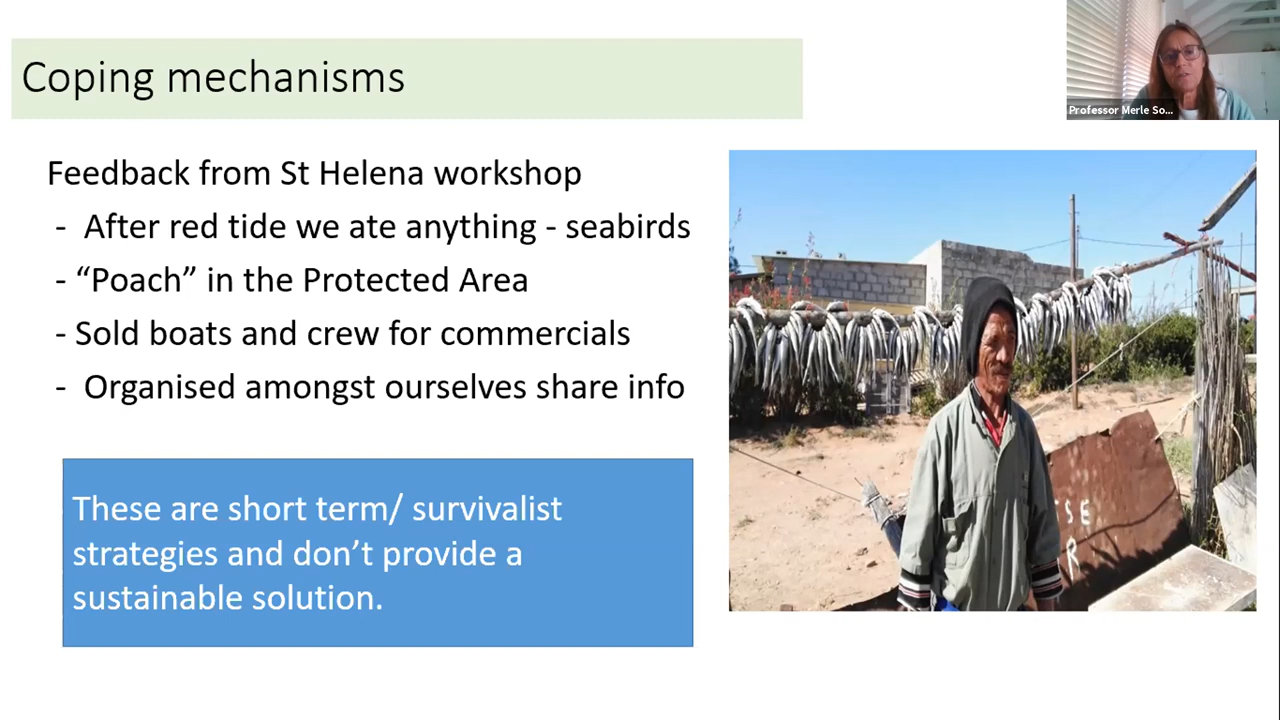 Coping mechanisms
Professor Merle So...
Feedback from St Helena workshop
- After red tide we ate anything - seabirds
- “Poach” in the Protected Area
- Sold boats and crew for commercials
- Organised amongst ourselves share info
These are short term/ survivalist
strategies and don’t provide a
sustainable solution.
SE
R